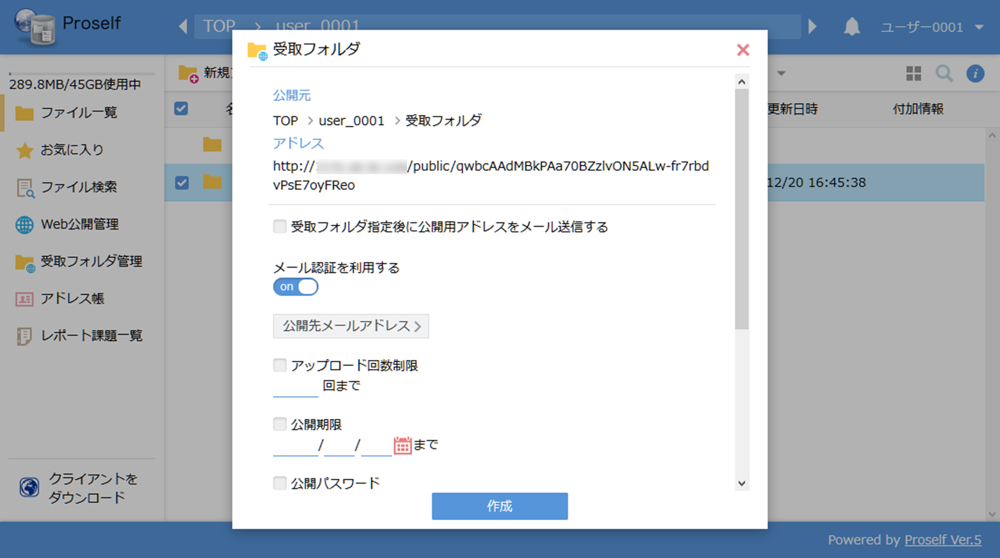 Proself
TOP > user_0001
ユーザー0001
289.8MB/45GB使用中
ファイル一覧
お気に入り
ファイル検索
Web公開管理
受取フォルダ管理
アドレス帳
レポート課題一覧
クライアントを
ダウンロード
新規
更新日時
付加情報
12/20 16:45:38
受取フォルダ
公開元
TOP > user_0001 > 受取フォルダ
アドレス
http:// /public/qwbcAAdMBkPAa70BZzlvON5ALw-fr7rbd
vPsE7oyFReo
受取フォルダ指定後に公開用アドレスをメール送信する
メール認証を利用する
on
公開先メールアドレス >
アップロード回数制限
回まで
公開期限
/ / まで
公開パスワード
作成
Powered by Proself Ver.5